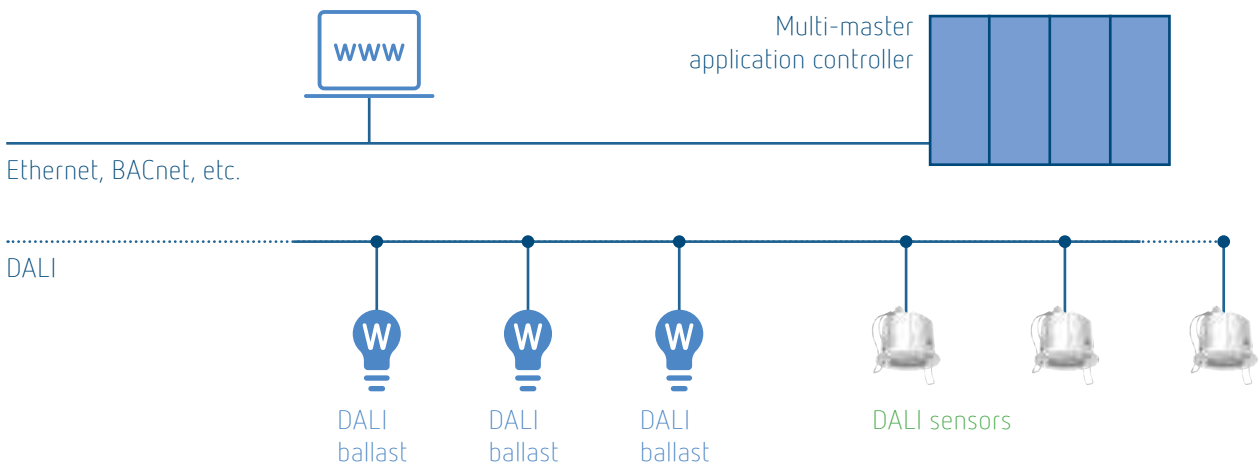 www
Multi-master
application controller
Ethernet, BACnet, etc.
DALI
W
W
W
DALI
ballast
DALI
ballast
DALI
ballast
DALI sensors